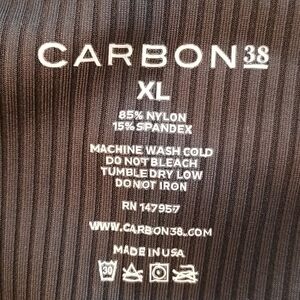 CARBON38
XL
85% NYLON
15% SPANDEX
MACHINE WASH COLD
DO NOT BLEACH
TUMBLE DRY LOW
DO NOT IRON
RN 147957
WWW.CARBON38.COM
MADE IN USA
30